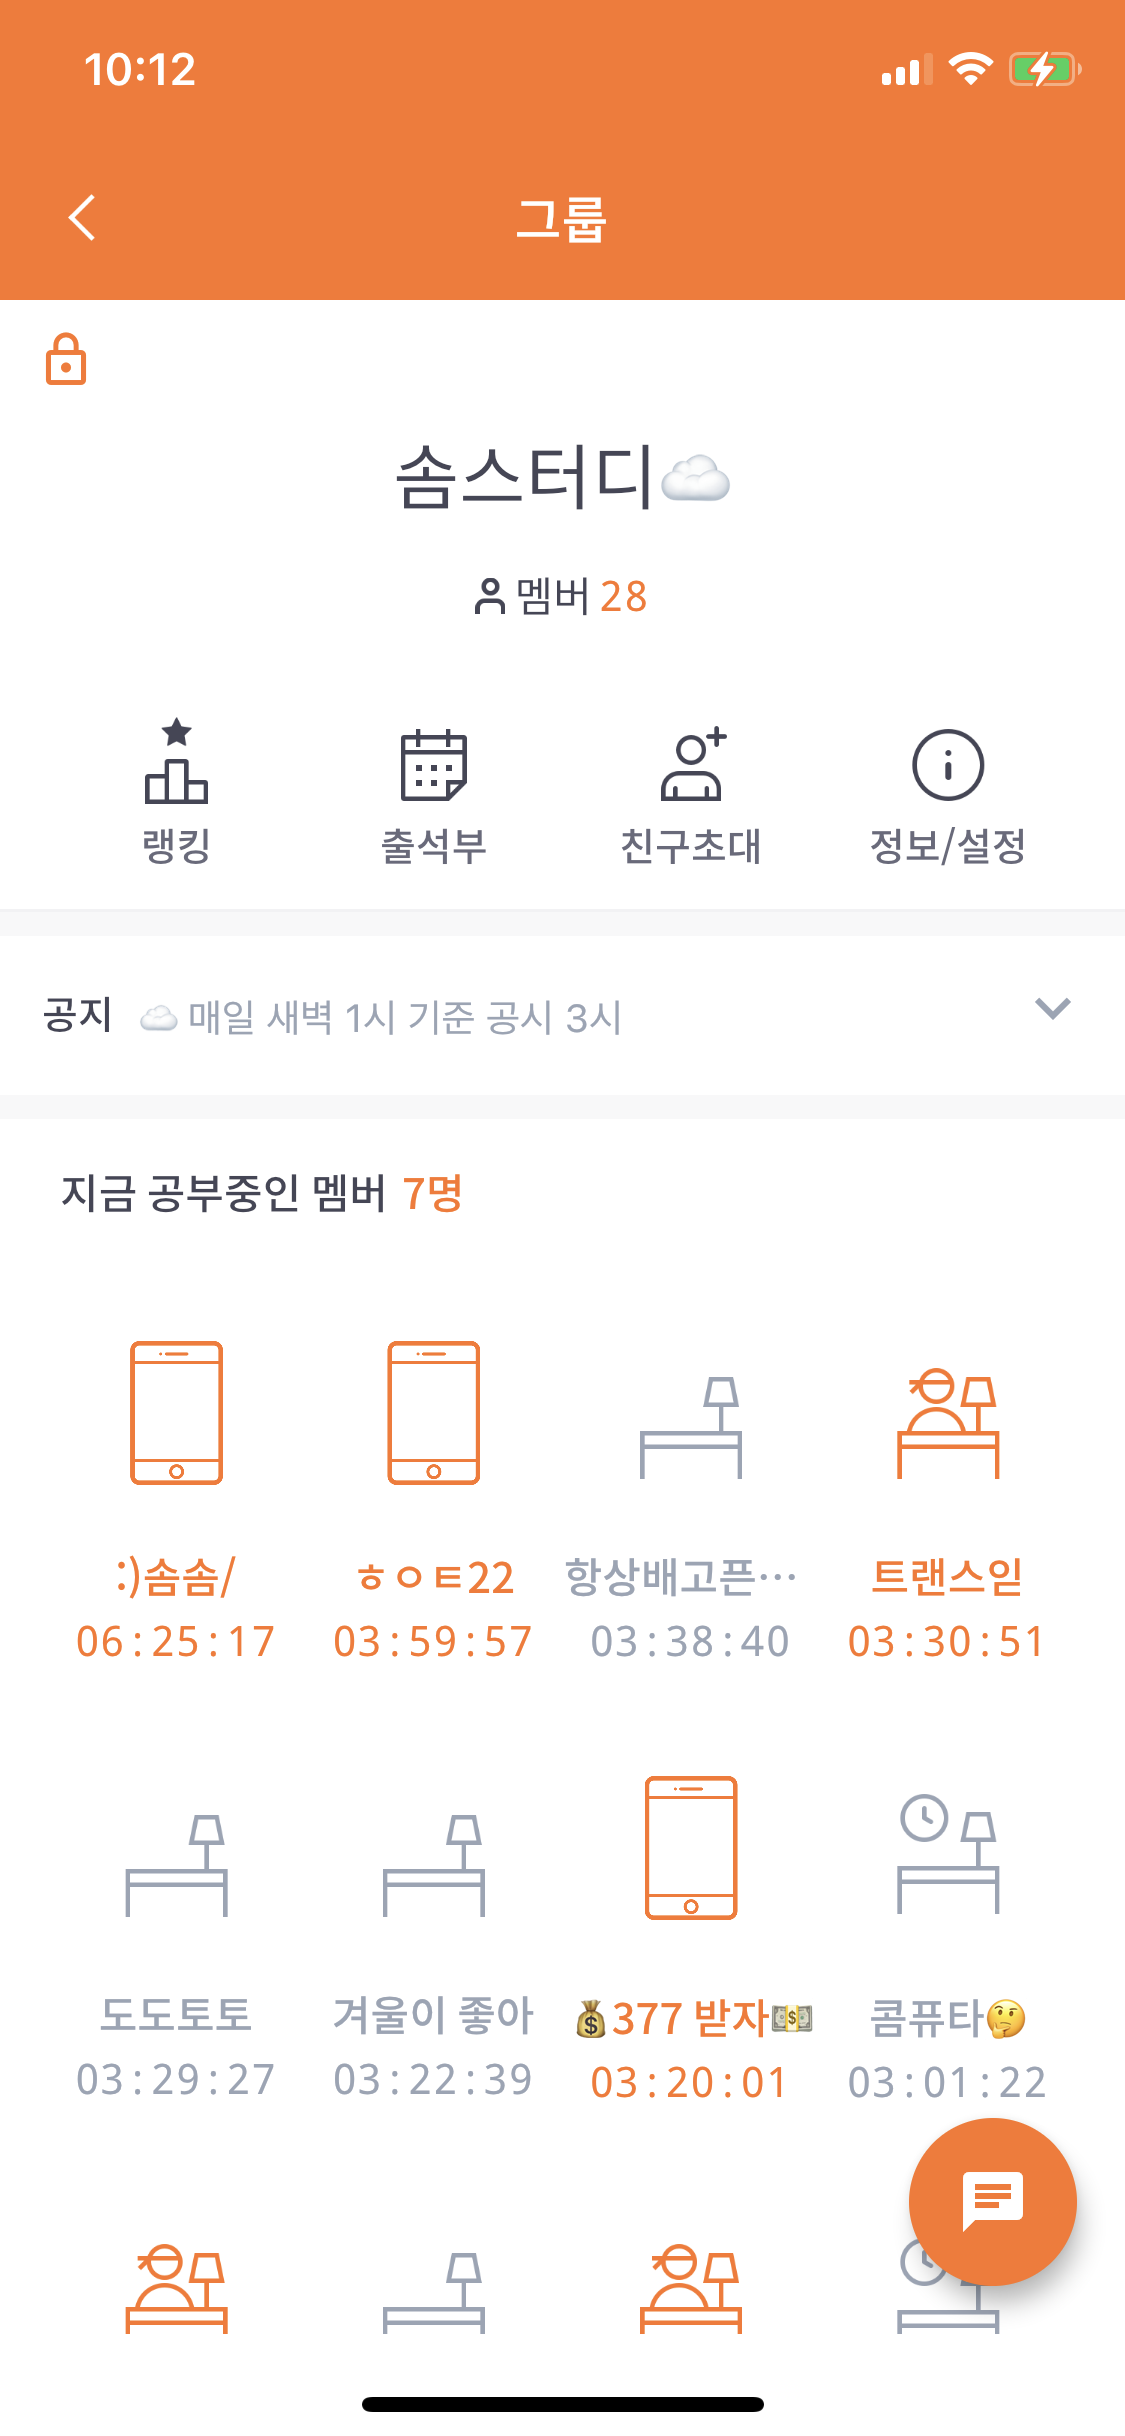 10:12
그룹
솜스터디☁️
멤버 28
랭킹 출석부 친구초대 정보/설정
공지 ☁️ 매일 새벽 1시 기준 공시 3시
지금 공부중인 멤버 7명
:)솜솜/ ㅎㅇㅌ22 항상배고픈… 트랜스읻
06:25:17 03:59:57 03:38:40 03:30:51
도도토토 겨울이 좋아 💰377 받자💵 콤퓨타🤔
03:29:27 03:22:39 03:20:01 03:01:22